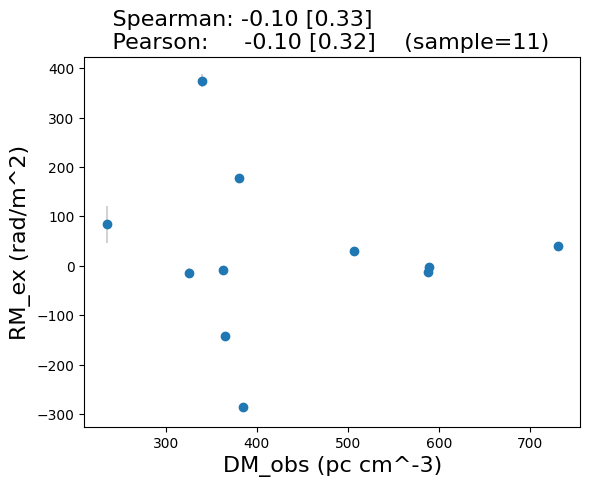 Spearman: -0.10 [0.33]
Pearson: -0.10 [0.32] (sample=11)
400
300
200
100
0
−100
−200
−300
RM_ex (rad/m^2)
300 400 500 600 700
DM_obs (pc cm^-3)